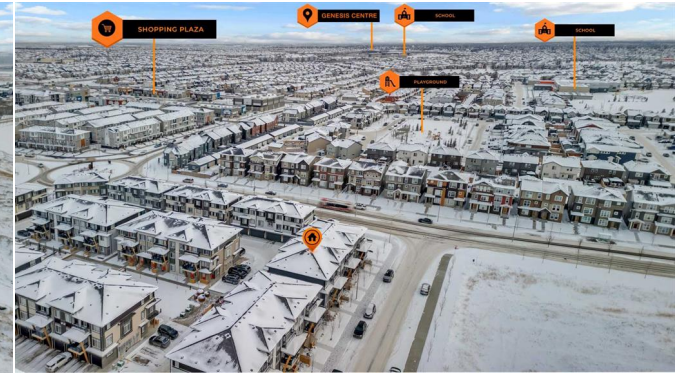 SHOPPING PLAZA
GENESIS CENTRE
SCHOOL
SCHOOL
PLAYGROUND